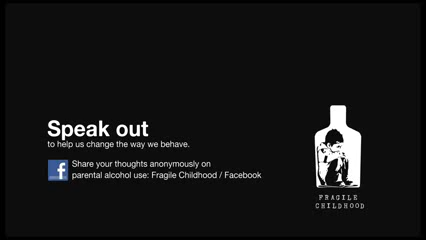 Speak out
to help us change the way we behave.
Share your thoughts anonymously on
parental alcohol use: Fragile Childhood / Facebook
FRAGILE
CHILDHOOD